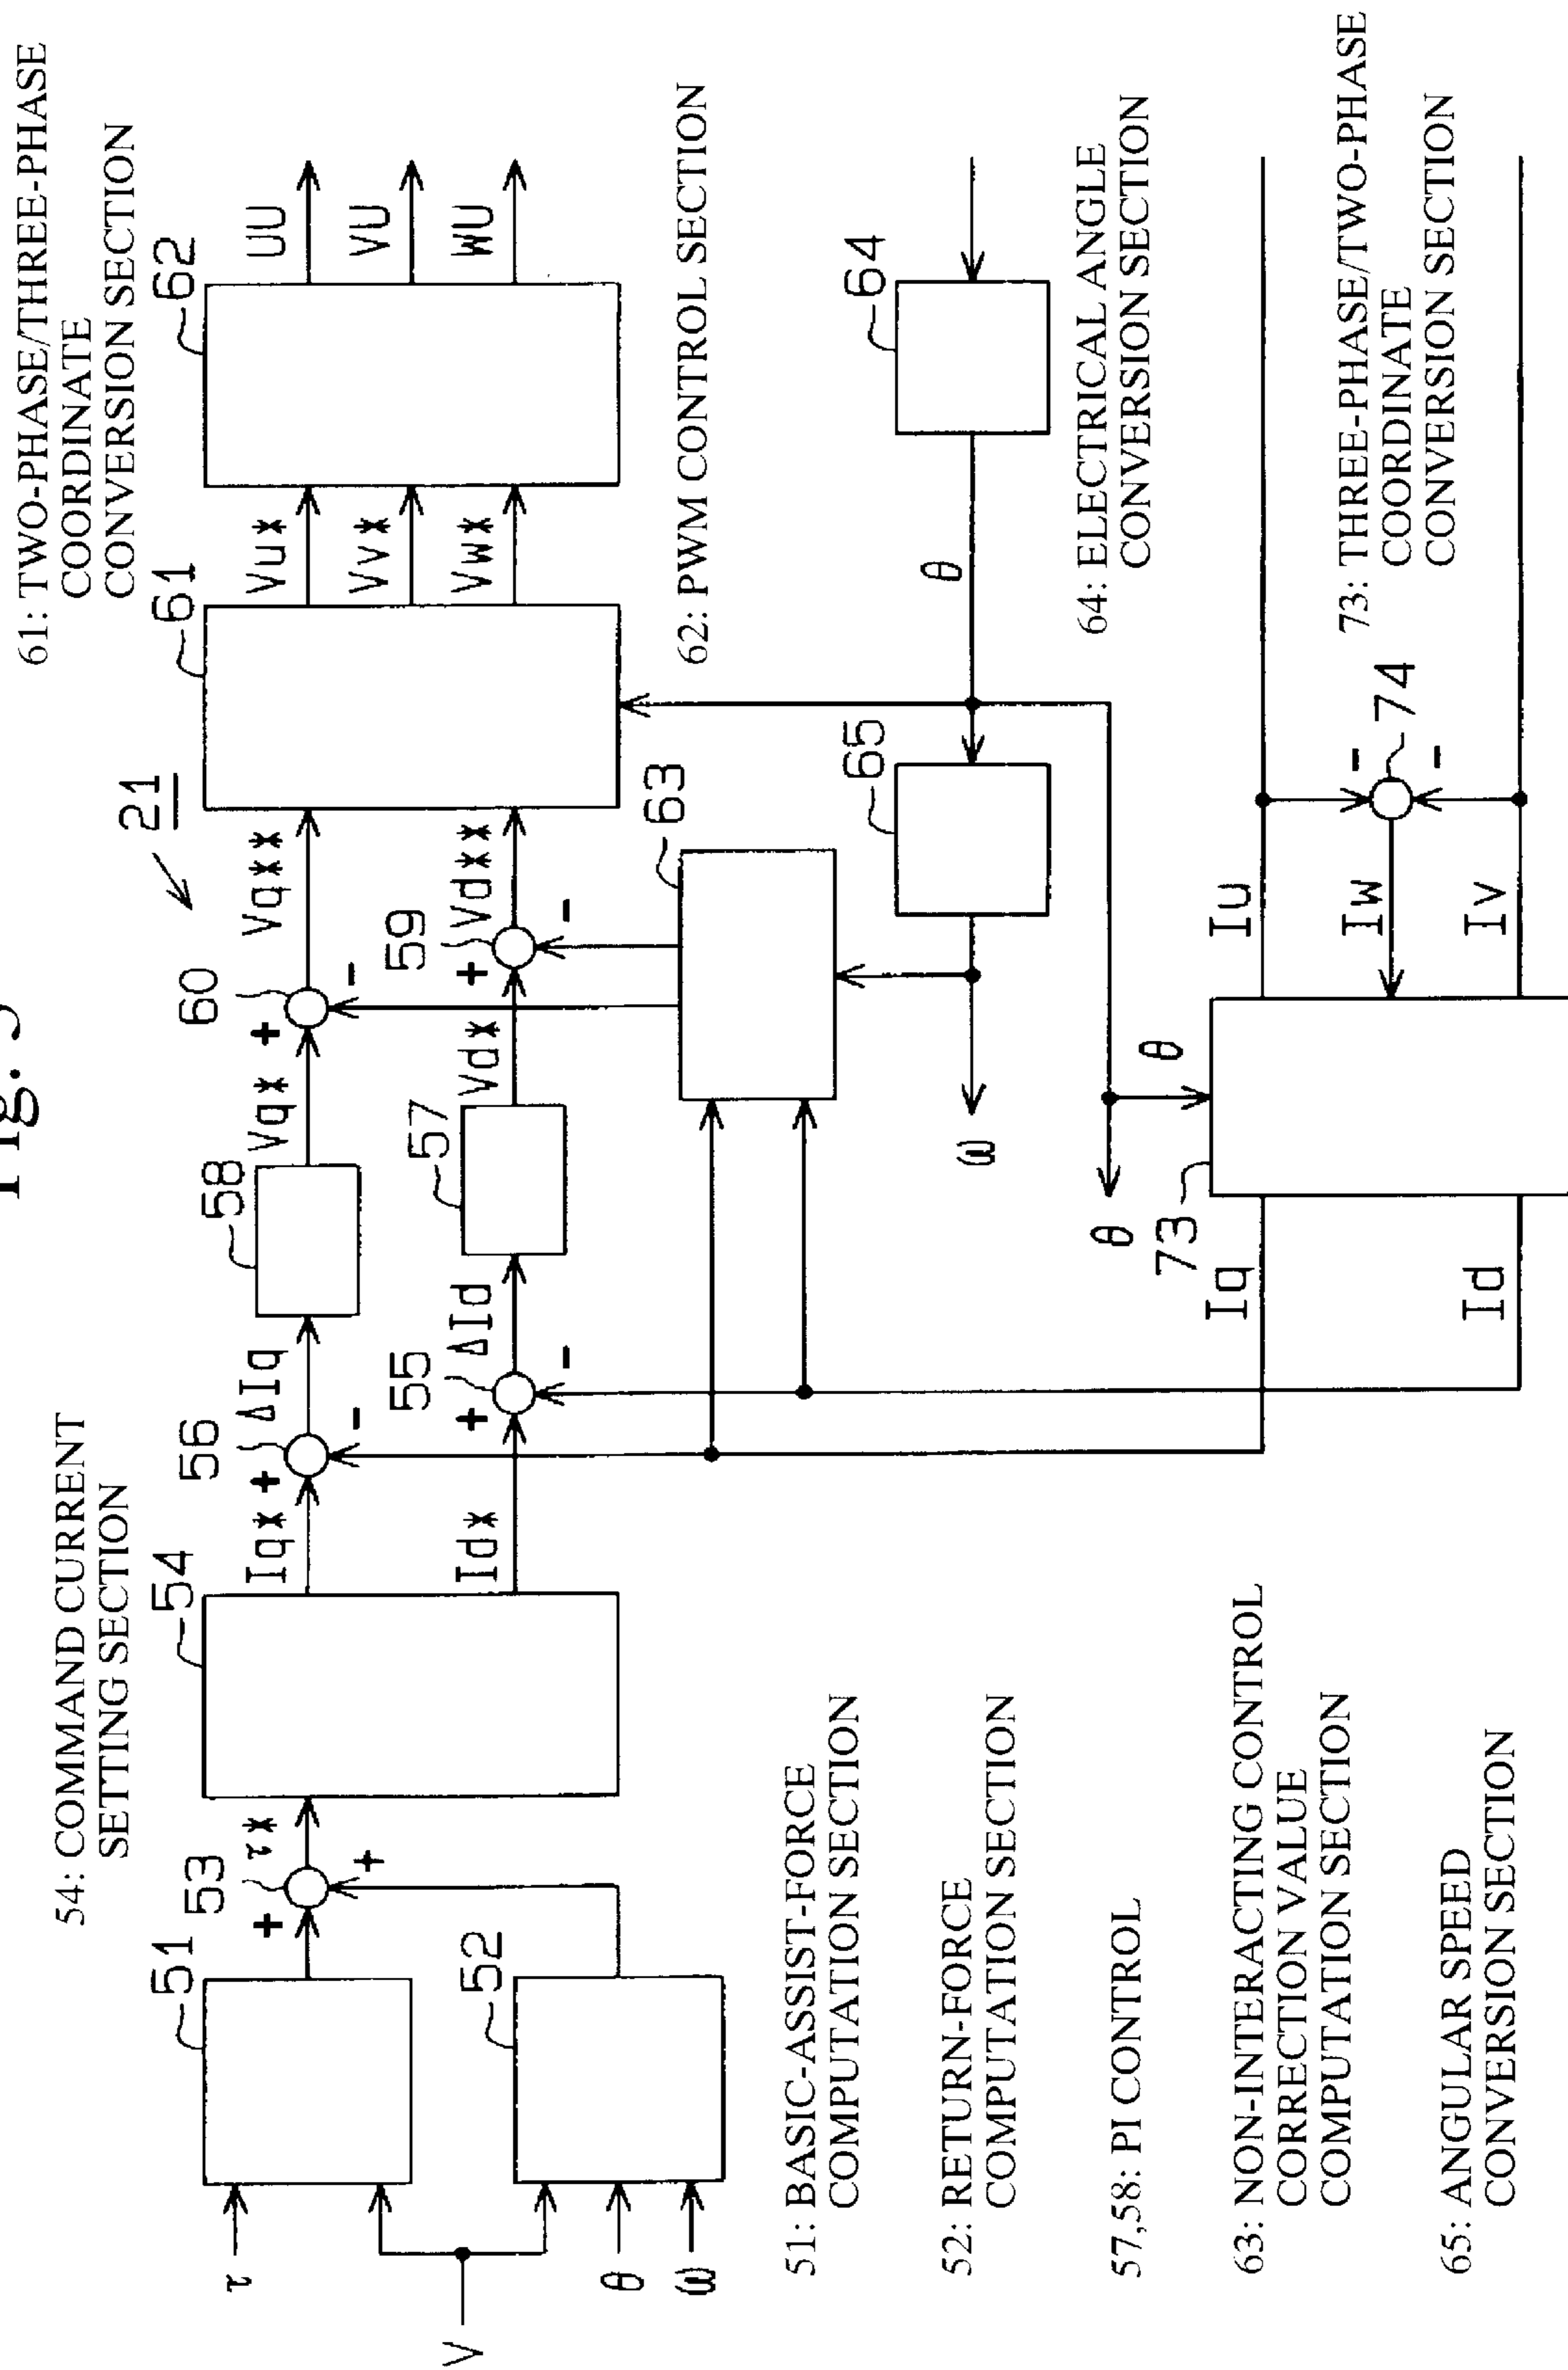 Fig.
54: COMMAND CURRENT
SETTING SECTION
61: TWO-PHASE/THREE-PHASE
COORDINATE
CONVERSION SECTION
21
51
53
+
+
τ*
54
Iq*
+
56
-
ΔIq
58
Vq*
+
60
-
Vq**
61
Vu*
Vv*
Vw*
62
UU
VU
WU
Id*
+
55
-
ΔId
57
Vd*
+
59
-
Vd**
τ
V
52
θ
ω
63
62: PWM CONTROL SECTION
65
θ
64
ω
64: ELECTRICAL ANGLE
CONVERSION SECTION
θ
θ
73
Iq
Id
Iu
Iw
Iv
-
74
-
73: THREE-PHASE/TWO-PHASE
COORDINATE
CONVERSION SECTION
51: BASIC-ASSIST-FORCE
COMPUTATION SECTION
52: RETURN-FORCE
COMPUTATION SECTION
57,58: PI CONTROL
63: NON-INTERACTING CONTROL
CORRECTION VALUE
COMPUTATION SECTION
65: ANGULAR SPEED
CONVERSION SECTION